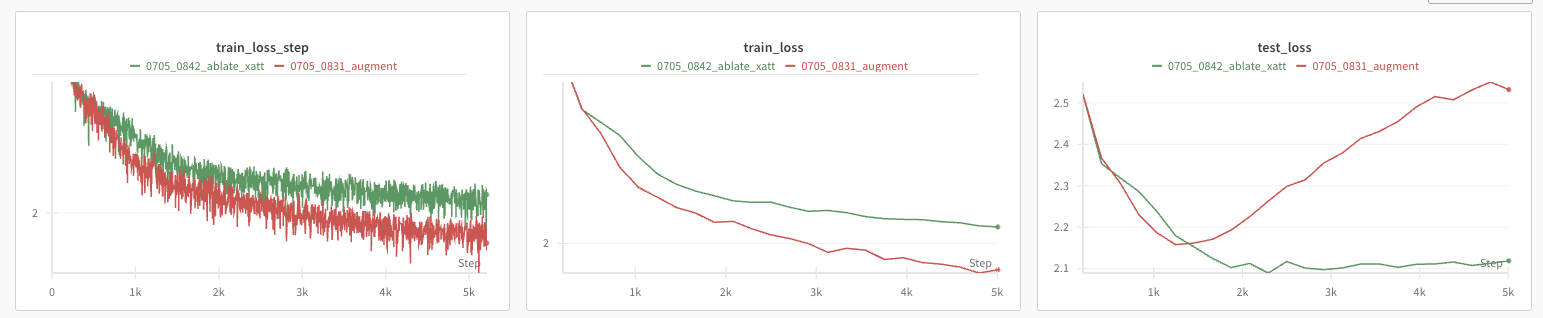 train_loss_step
0705_0842_ablate_xatt 0705_0831_augment
2
Step
0 1k 2k 3k 4k 5k
train_loss
0705_0842_ablate_xatt 0705_0831_augment
2
Step
1k 2k 3k 4k 5k
test_loss
0705_0842_ablate_xatt 0705_0831_augment
2.5
2.4
2.3
2.2
2.1
Step
1k 2k 3k 4k 5k